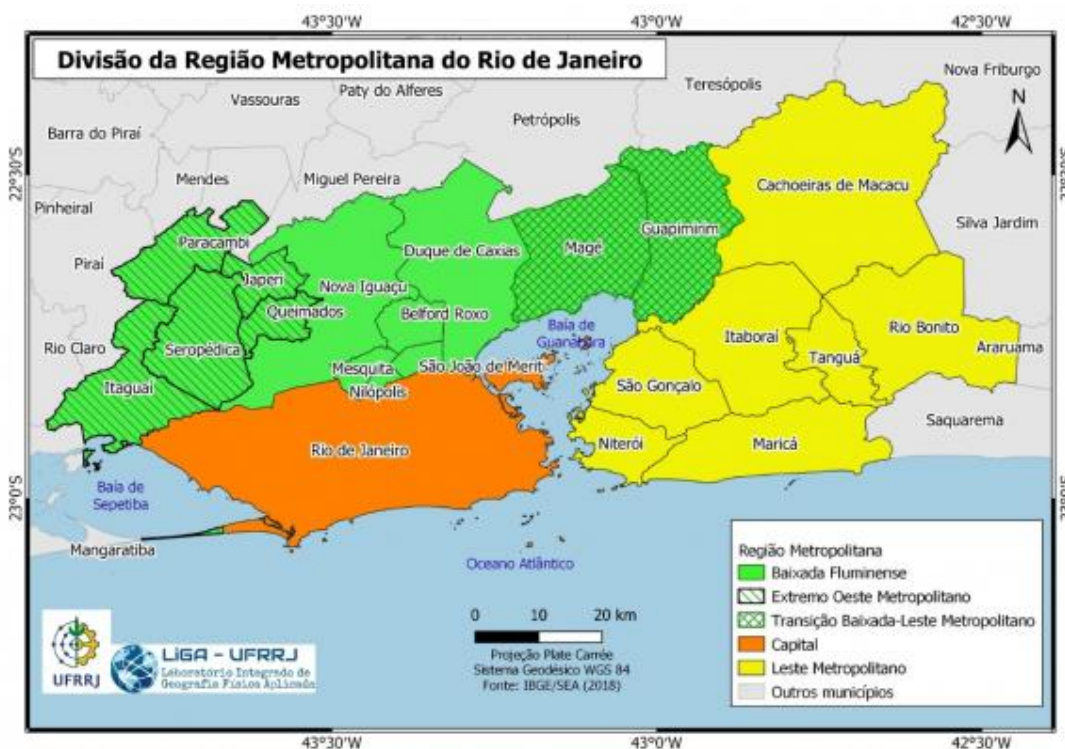 43°30'W
43°0'W
42°30'W
Divisão da Região Metropolitana do Rio de Janeiro
Nova Friburgo
Teresópolis
Paty do Alferes
Vassouras
Petrópolis
Barra do Piraí
N
22°30'S
22°30'S
Mendes
Miguel Pereira
Cachoeiras de Macacu
Pinheiral
Silva Jardim
Paracambi
Guapimirim
Magé
Duque de Caxias
Piraí
Japeri
Nova Iguaçu
Queimados
Belford Roxo
Baía de
Guanabara
Itaboraí
Rio Bonito
Rio Claro
Seropédica
Araruama
Tanguá
Mesquita
São João de Merit
Itaguaí
São Gonçalo
Nilópolis
Saquarema
Niterói
Maricá
Rio de Janeiro
Baía de
Sepetiba
23°0'S
23°0'S
Mangaratiba
Oceano Atlântico
Região Metropolitana
Baixada Fluminense
Extremo Oeste Metropolitano
Transição Baixada-Leste Metropolitano
Capital
Leste Metropolitano
Outros municípios
0 10 20 km
Projeção Plate Carrée
Sistema Geodésico WGS 84
Fonte: IBGE/SEA (2018)
UFRRJ
LiGA - UFRRJ
Laboratório Integrado de
Geografia Física Aplicada
43°30'W
43°0'W
42°30'W